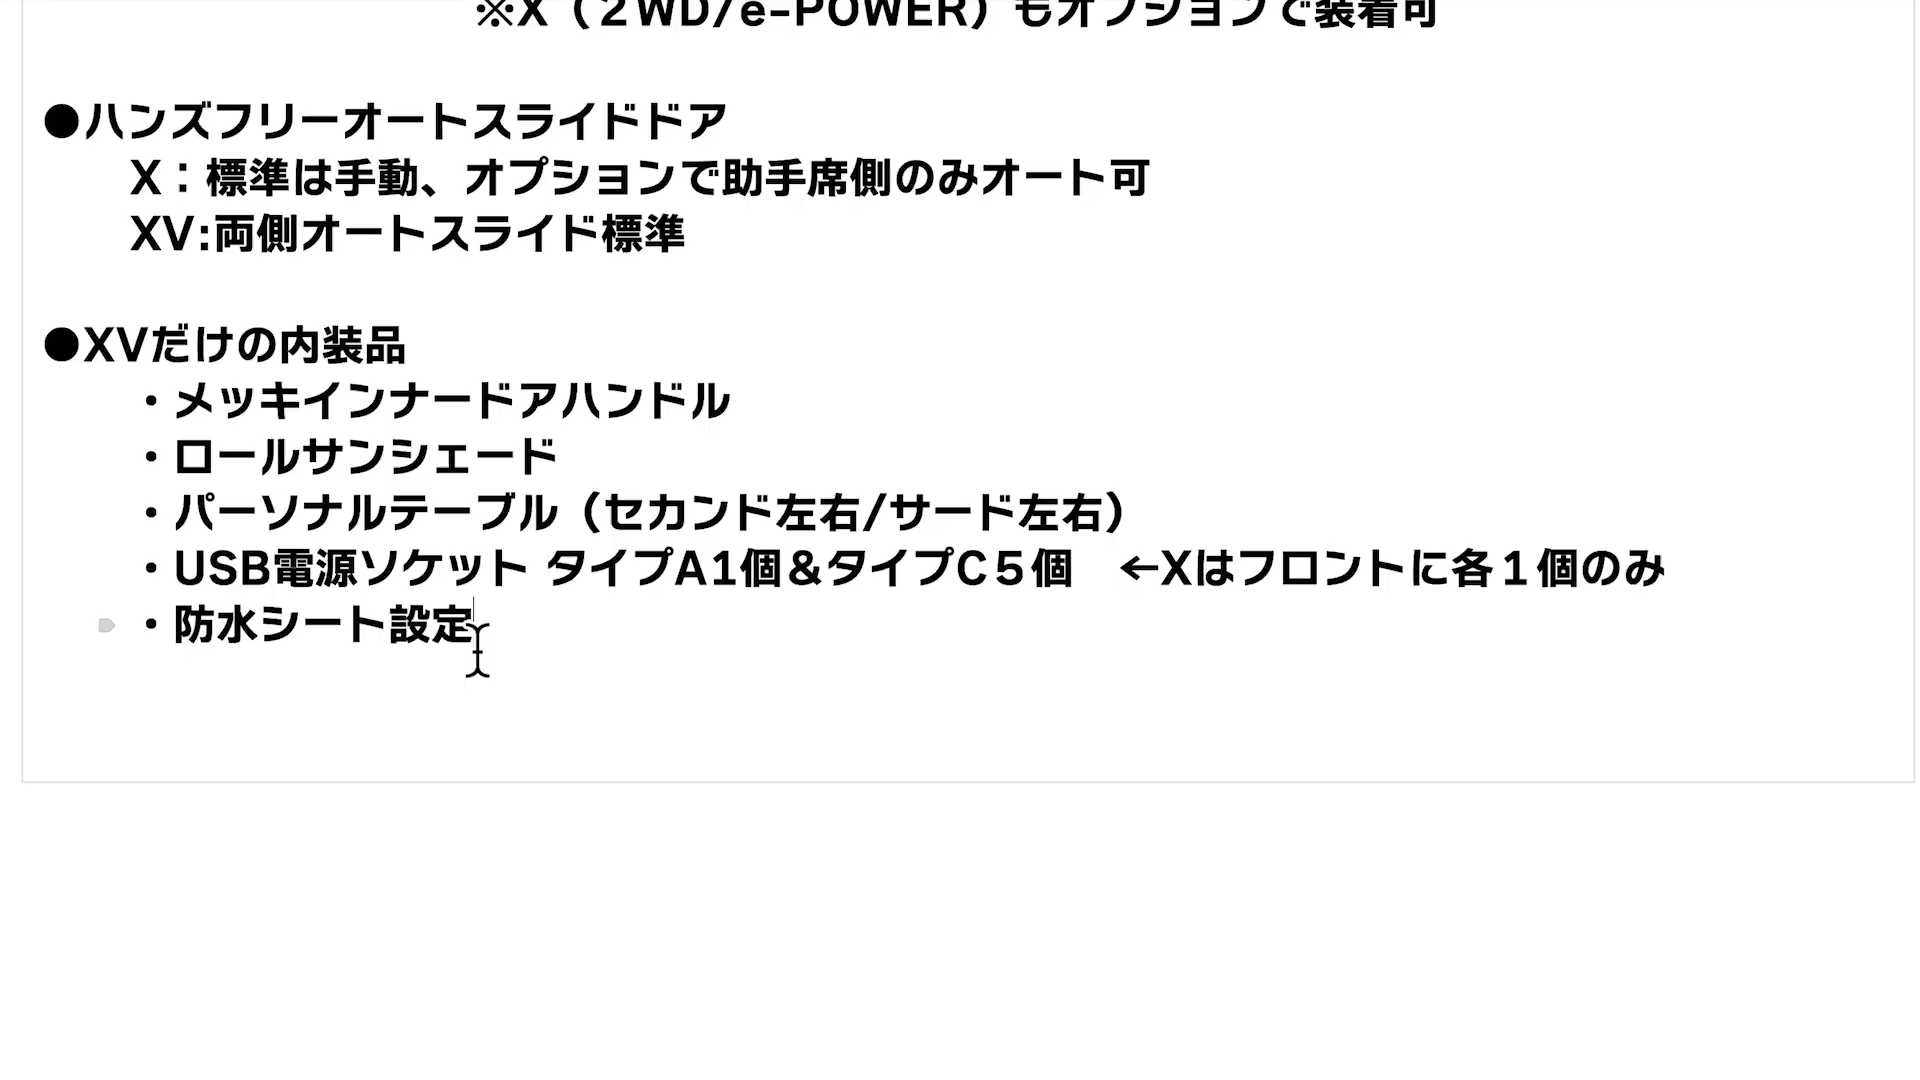 ※X（２WD/e-POWER）もオプションで装着可
●ハンズフリーオートスライドドア
X：標準は手動、オプションで助手席側のみオート可
XV:両側オートスライド標準
●XVだけの内装品
・メッキインナードアハンドル
・ロールサンシェード
・パーソナルテーブル（セカンド左右/サード左右）
・USB電源ソケット タイプA1個＆タイプC５個　←Xはフロントに各１個のみ
・防水シート設定